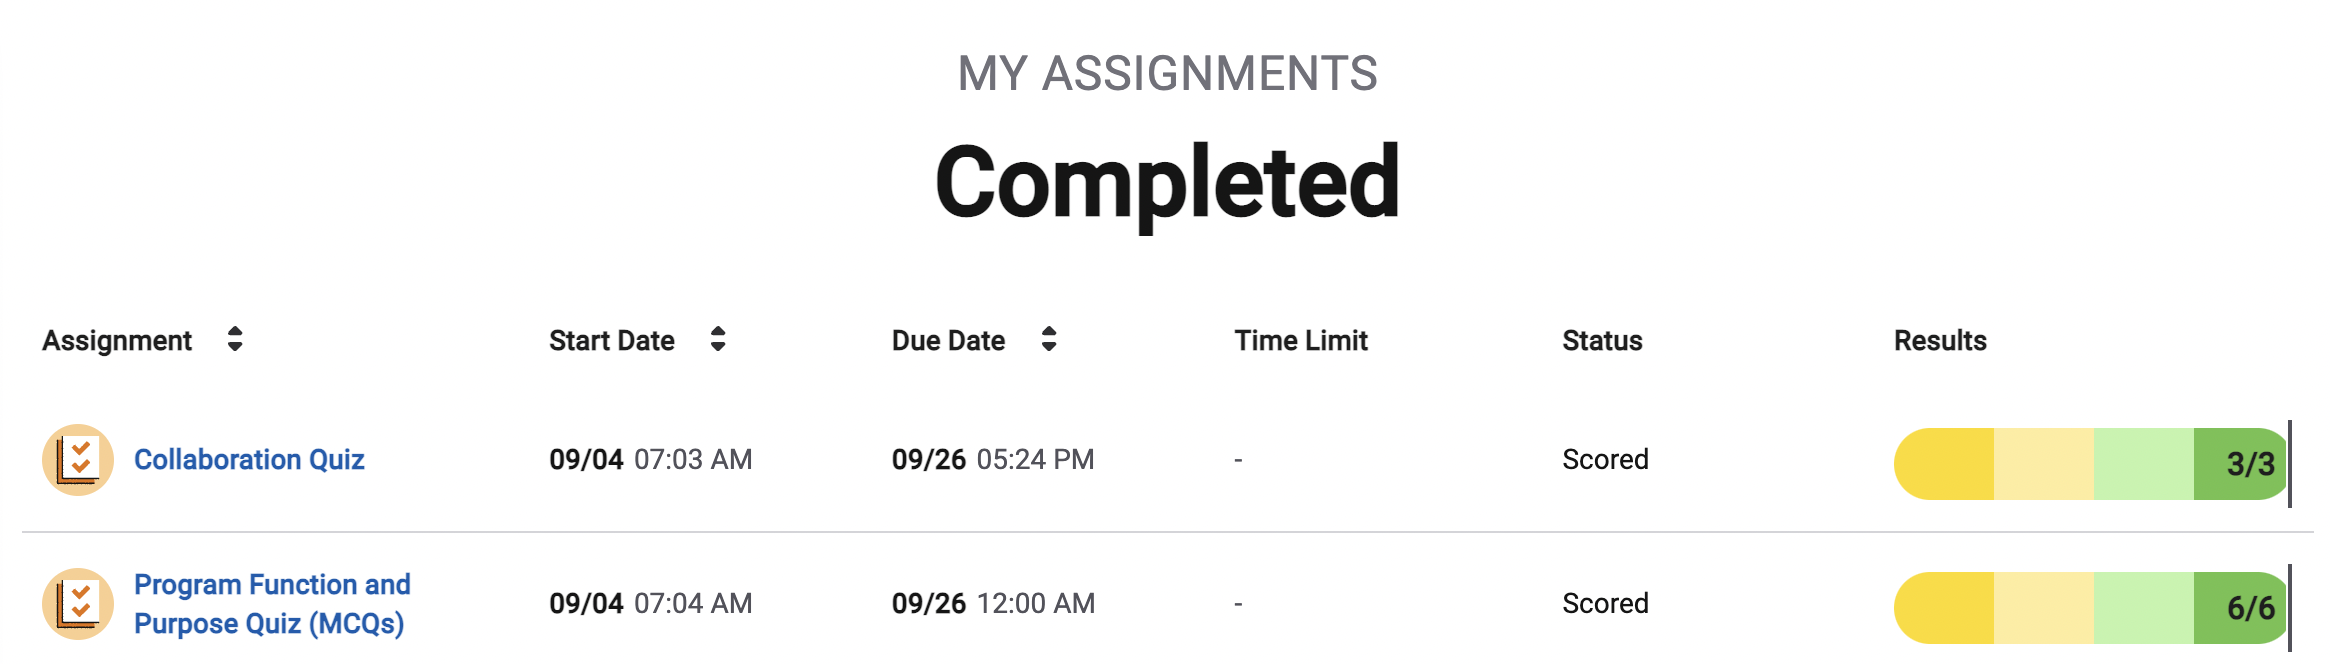 MY ASSIGNMENTS
Completed
Assignment Start Date Due Date Time Limit Status Results
Collaboration Quiz 09/04 07:03 AM 09/26 05:24 PM - Scored 3/3
Program Function and
Purpose Quiz (MCQs) 09/04 07:04 AM 09/26 12:00 AM - Scored 6/6